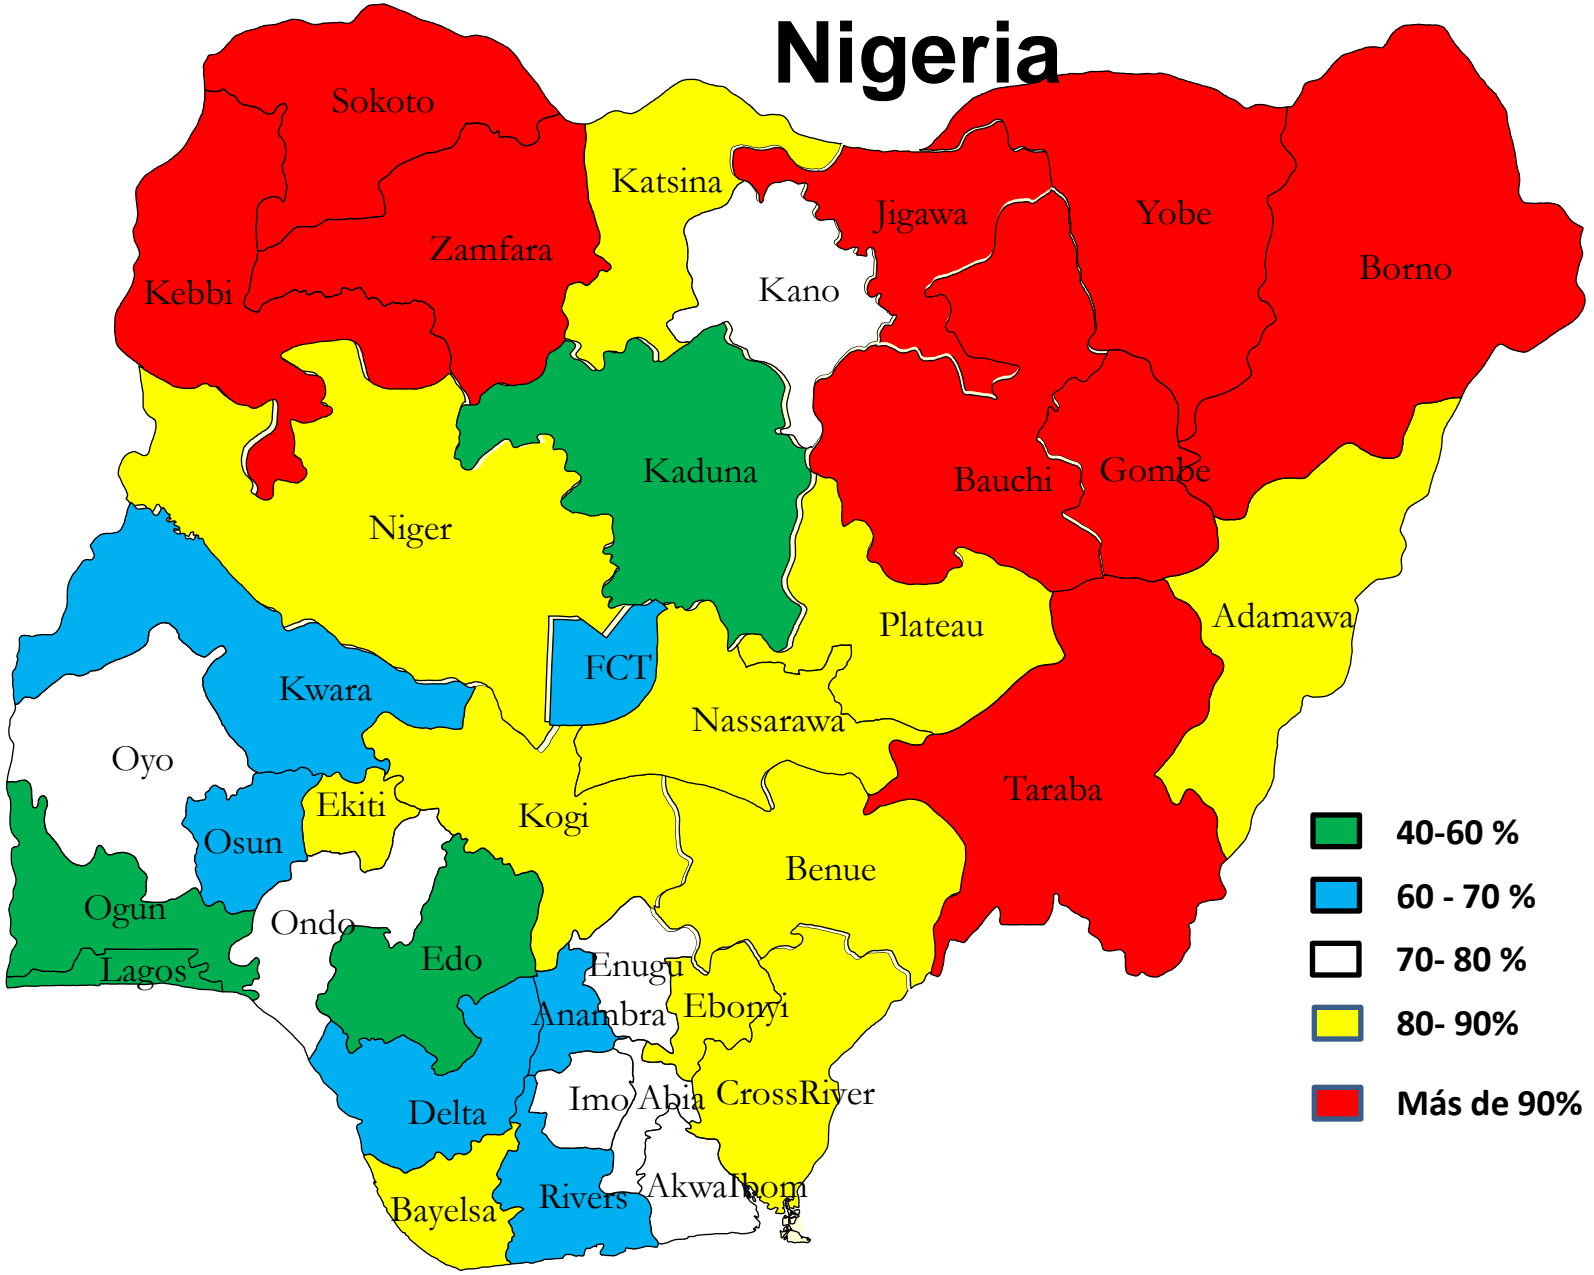 Nigeria
Sokoto
Katsina
Jigawa
Yobe
Zamfara
Borno
Kebbi
Kano
Kaduna
Bauchi
Gombe
Niger
Adamawa
Plateau
FCT
Kwara
Nassarawa
Oyo
Taraba
Ekiti
Kogi
Osun
Benue
Ogun
Ondo
Edo
Lagos
Enugu
Ebonyi
Anambra
Imo
Abia
CrossRiver
Delta
AkwaIbom
Rivers
Bayelsa
40-60 %
60 - 70 %
70- 80 %
80- 90%
Más de 90%